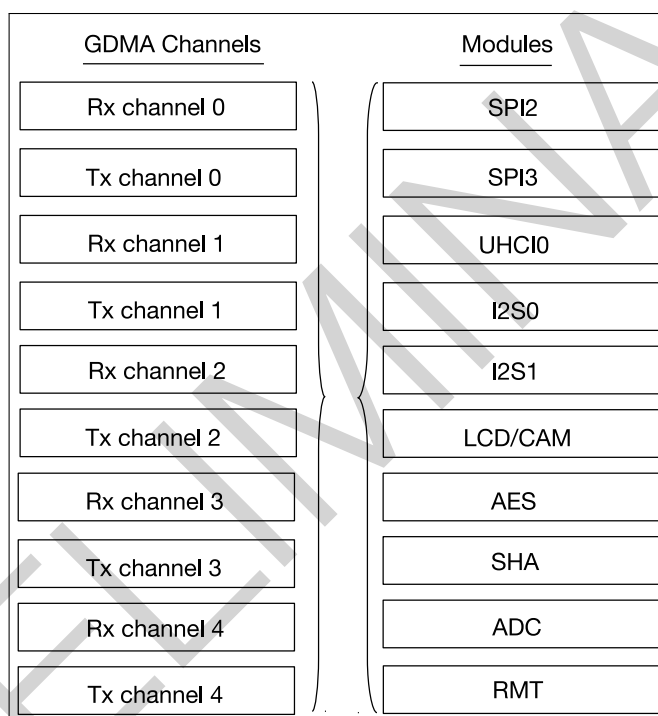 GDMA Channels
Modules
Rx channel 0
SPI2
Tx channel 0
SPI3
Rx channel 1
UHCI0
Tx channel 1
I2S0
Rx channel 2
I2S1
Tx channel 2
LCD/CAM
Rx channel 3
AES
Tx channel 3
SHA
Rx channel 4
ADC
Tx channel 4
RMT
ELIMINA